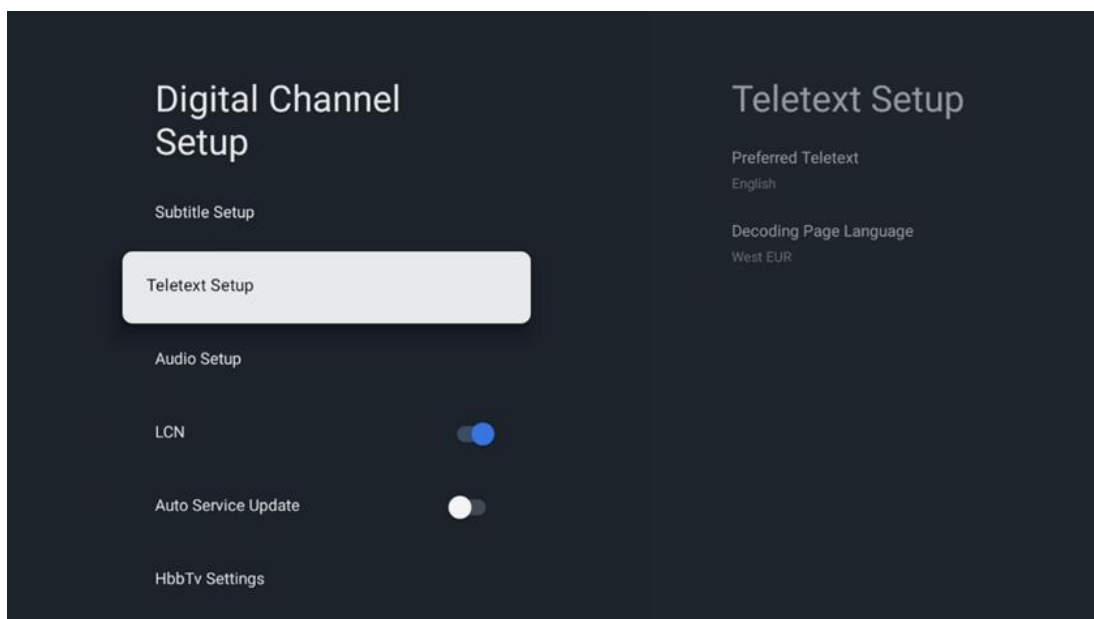 Digital Channel
Setup
Subtitle Setup
Teletext Setup
Audio Setup
LCN
Auto Service Update
HbbTv Settings
Teletext Setup
Preferred Teletext
English
Decoding Page Language
West EUR